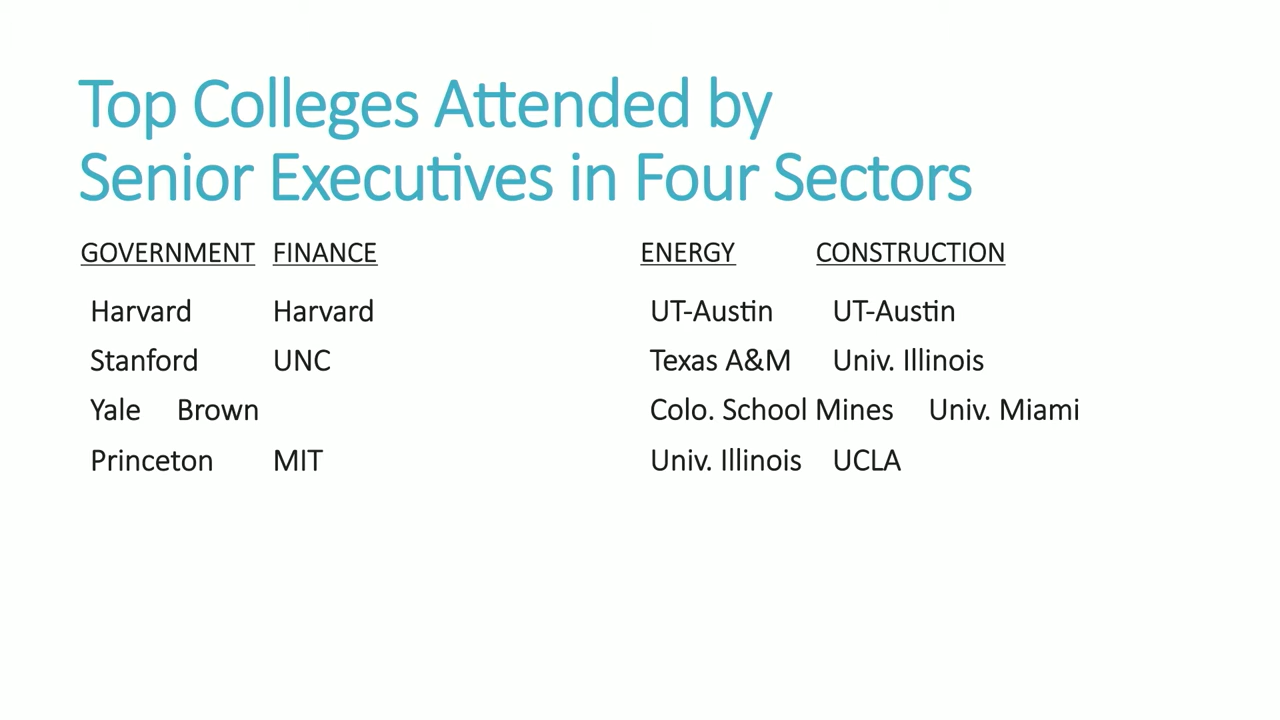 Top Colleges Attended by
Senior Executives in Four Sectors
GOVERNMENT FINANCE
Harvard Harvard
Stanford UNC
Yale Brown
Princeton MIT
ENERGY CONSTRUCTION
UT-Austin UT-Austin
Texas A&M Univ. Illinois
Colo. School Mines Univ. Miami
Univ. Illinois UCLA